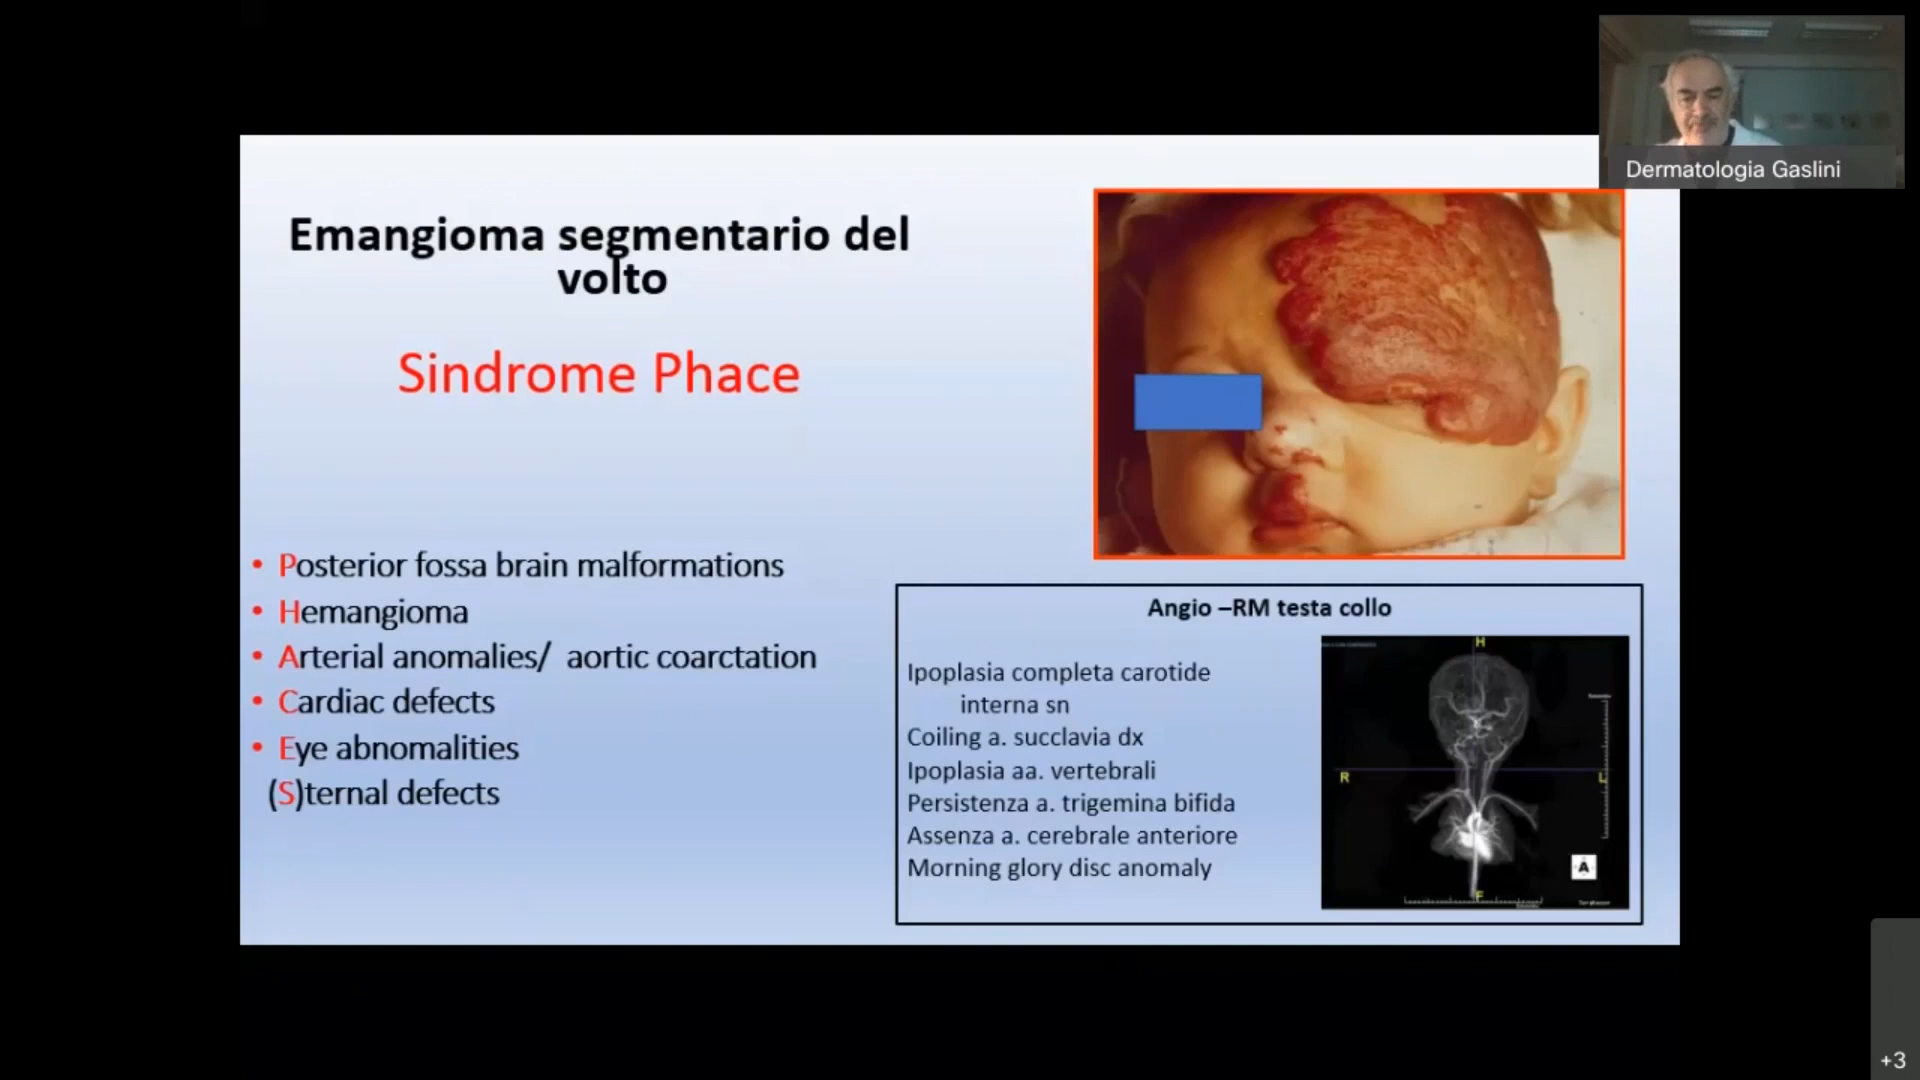 Dermatologia Gaslini
Emangioma segmentario del
volto
Sindrome Phace
• Posterior fossa brain malformations
• Hemangioma
• Arterial anomalies/ aortic coarctation
• Cardiac defects
• Eye abnomalities
(S)ternal defects
Angio –RM testa collo
Ipoplasia completa carotide
interna sn
Coiling a. succlavia dx
Ipoplasia aa. vertebrali
Persistenza a. trigemina bifida
Assenza a. cerebrale anteriore
Morning glory disc anomaly
H
R
L
A
F
+3